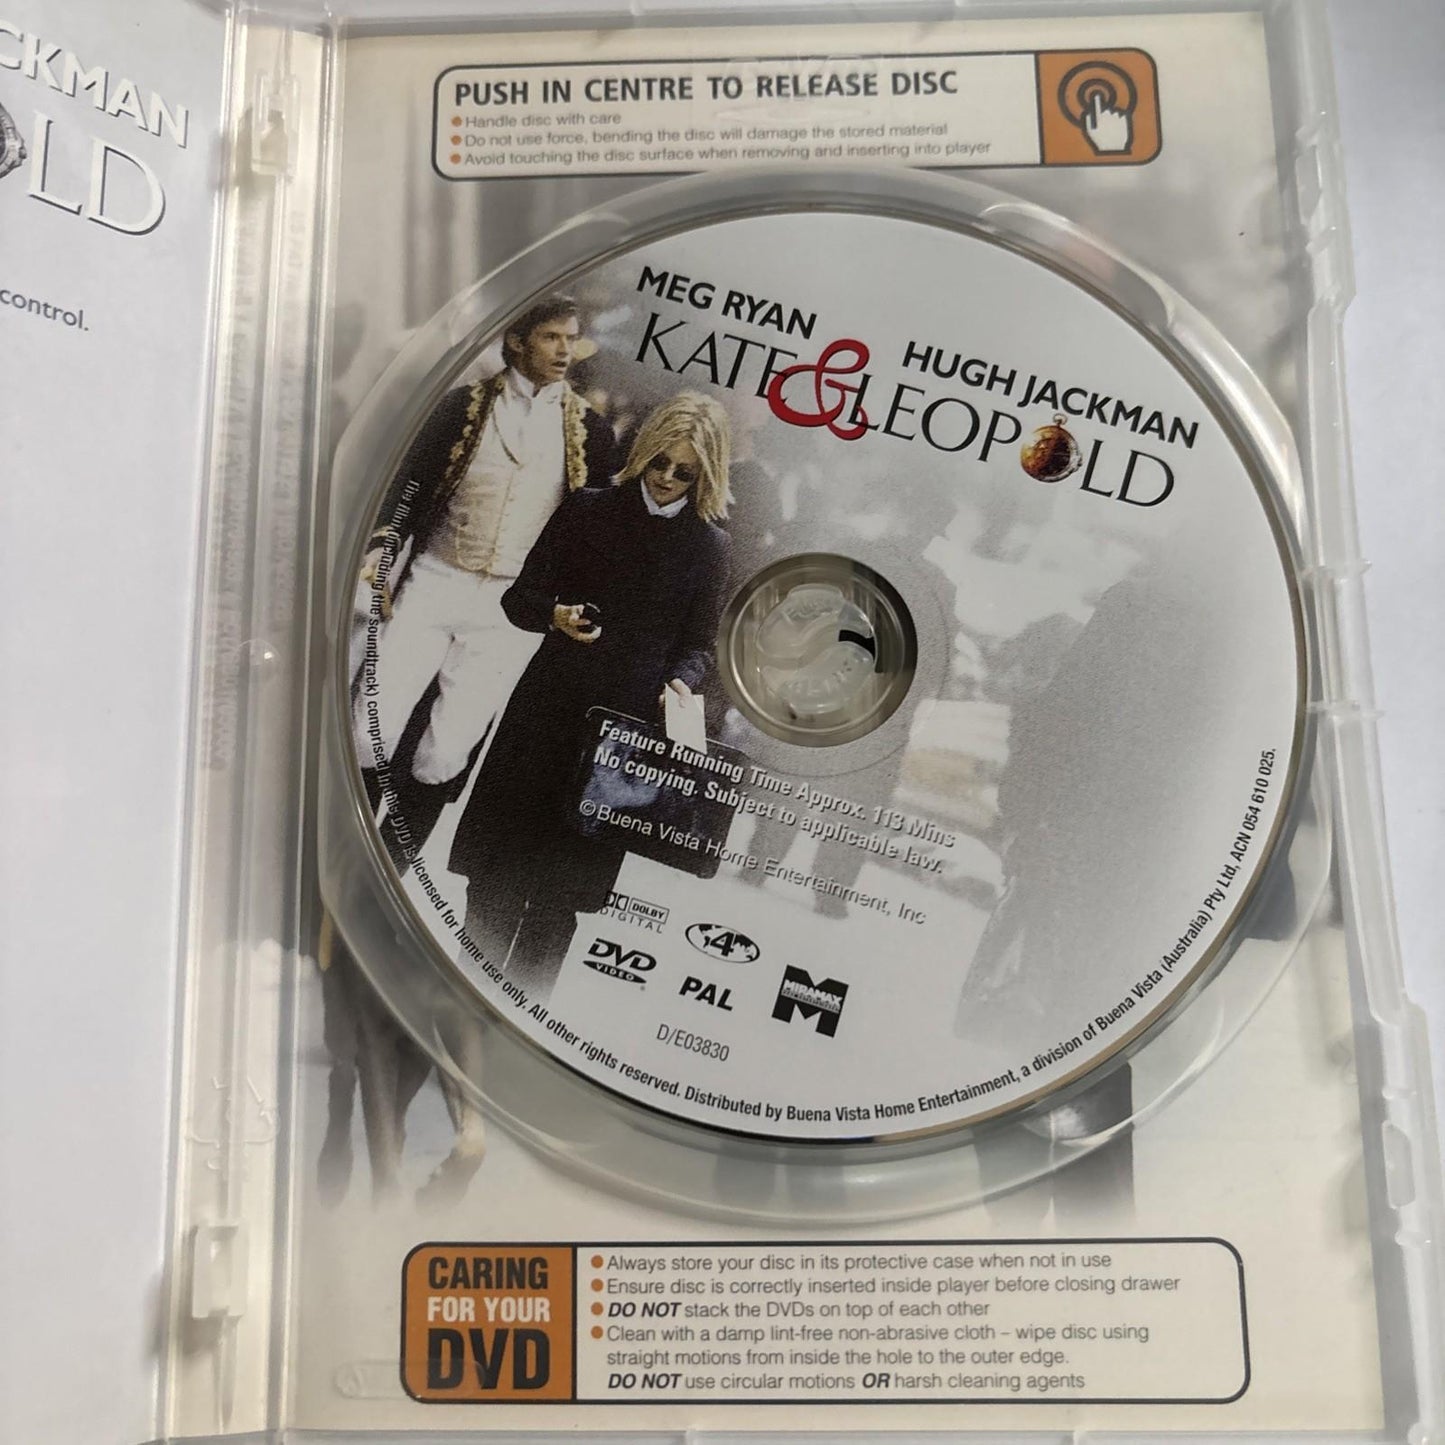 CKMAN
LD
control.
PUSH IN CENTRE TO RELEASE DISC
Handle disc with care
Do not use force, bending the disc will damage the stored material
Avoid touching the disc surface when removing and inserting into player
MEG RYAN HUGH JACKMAN
KATE & LEOPOLD
Feature Running Time Approx. 113 Mins
No copying. Subject to applicable law.
© Buena Vista Home Entertainment, Inc
DOLBY
DIGITAL
4
DVD
VIDEO
PAL
MIRAMAX
M
D/E03830
The film (including the soundtrack) comprised in this DVD is licensed for home use only. All other rights reserved. Distributed by Buena Vista Home Entertainment, a division of Buena Vista (Australia) Pty Ltd, ACN 054 610 025.
CARING
FOR YOUR
DVD
Always store your disc in its protective case when not in use
Ensure disc is correctly inserted inside player before closing drawer
DO NOT stack the DVDs on top of each other
Clean with a damp lint-free non-abrasive cloth – wipe disc using
straight motions from inside the hole to the outer edge.
DO NOT use circular motions OR harsh cleaning agents